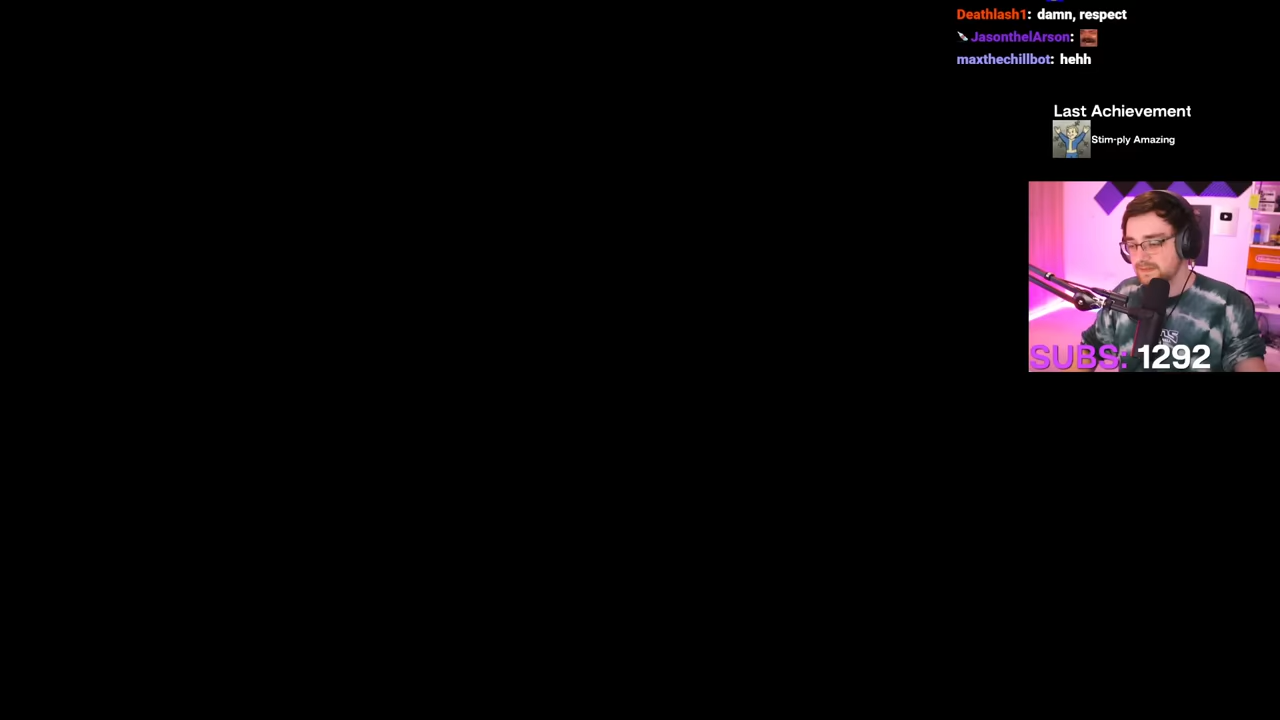 Deathlash1: damn, respect
JasonthelArson:
maxthechillbot: hehh
Last Achievement
Stim-ply Amazing
SUBS: 1292